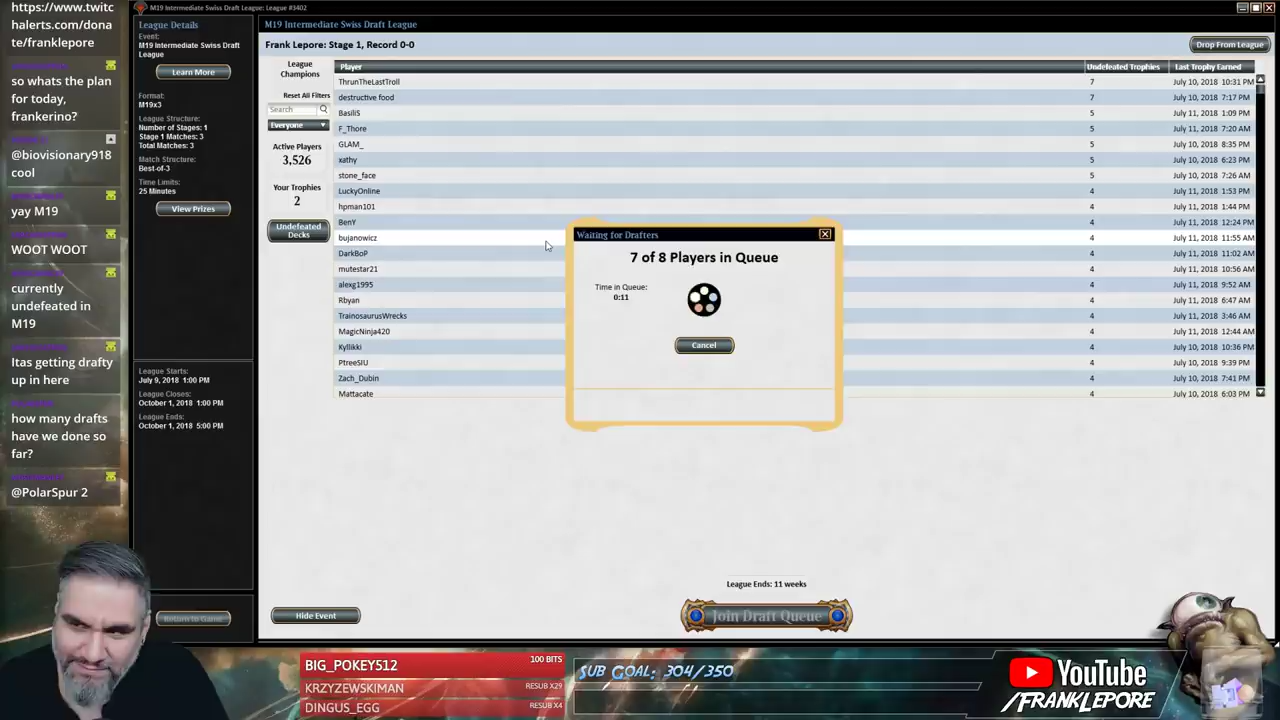 https://www.twitc
halerts.com/dona
te/franklepore
so whats the plan
for today,
frankerino?
@biovisionary918
cool
yay M19
WOOT WOOT
currently
undefeated in
M19
Itas getting drafty
up in here
how many drafts
have we done so
far?
@PolarSpur 2
M19 Intermediate Swiss Draft League: League #3402
League Details
Event:
M19 Intermediate Swiss Draft
League
Learn More
Format:
M19x3
League Structure:
Number of Stages: 1
Stage 1 Matches: 3
Total Matches: 3
Match Structure:
Best-of-3
Time Limits:
25 Minutes
View Prizes
League Starts:
July 9, 2018 1:00 PM
League Closes:
October 1, 2018 1:00 PM
League Ends:
October 1, 2018 5:00 PM
Return to Game
M19 Intermediate Swiss Draft League
Frank Lepore: Stage 1, Record 0-0
Drop From League
League
Champions
Reset All Filters
Search
Everyone
Active Players
3,526
Your Trophies
2
Undefeated
Decks
Player Undefeated Trophies Last Trophy Earned
ThrunTheLastTroll 7 July 10, 2018 10:31 PM
destructive food 7 July 10, 2018 7:17 PM
BasiliS 5 July 11, 2018 1:09 PM
F_Thore 5 July 11, 2018 7:20 AM
GLAM_ 5 July 10, 2018 8:35 PM
xathy 5 July 10, 2018 6:23 PM
stone_face 5 July 10, 2018 7:26 AM
LuckyOnline 4 July 11, 2018 1:53 PM
hpman101 4 July 11, 2018 1:44 PM
BenY 4 July 11, 2018 12:24 PM
bujanowicz 4 July 11, 2018 11:55 AM
DarkBoP 4 July 11, 2018 11:02 AM
mutestar21 4 July 11, 2018 10:56 AM
alexg1995 4 July 11, 2018 9:52 AM
Rbyan 4 July 11, 2018 6:47 AM
TrainosaurusWrecks 4 July 11, 2018 3:46 AM
MagicNinja420 4 July 11, 2018 12:44 AM
Kyllikki 4 July 10, 2018 10:36 PM
PtreeSIU 4 July 10, 2018 9:39 PM
Zach_Dubin 4 July 10, 2018 7:41 PM
Mattacate 4 July 10, 2018 6:03 PM
Waiting for Drafters
7 of 8 Players in Queue
Time in Queue:
0:11
Cancel
League Ends: 11 weeks
Hide Event
Join Draft Queue
BIG_POKEY512 100 BITS
KRZYZEWSKIMAN RESUB X29
DINGUS_EGG RESUB X4
SUB GOAL: 304/350
YouTube
/FRANKLEPORE